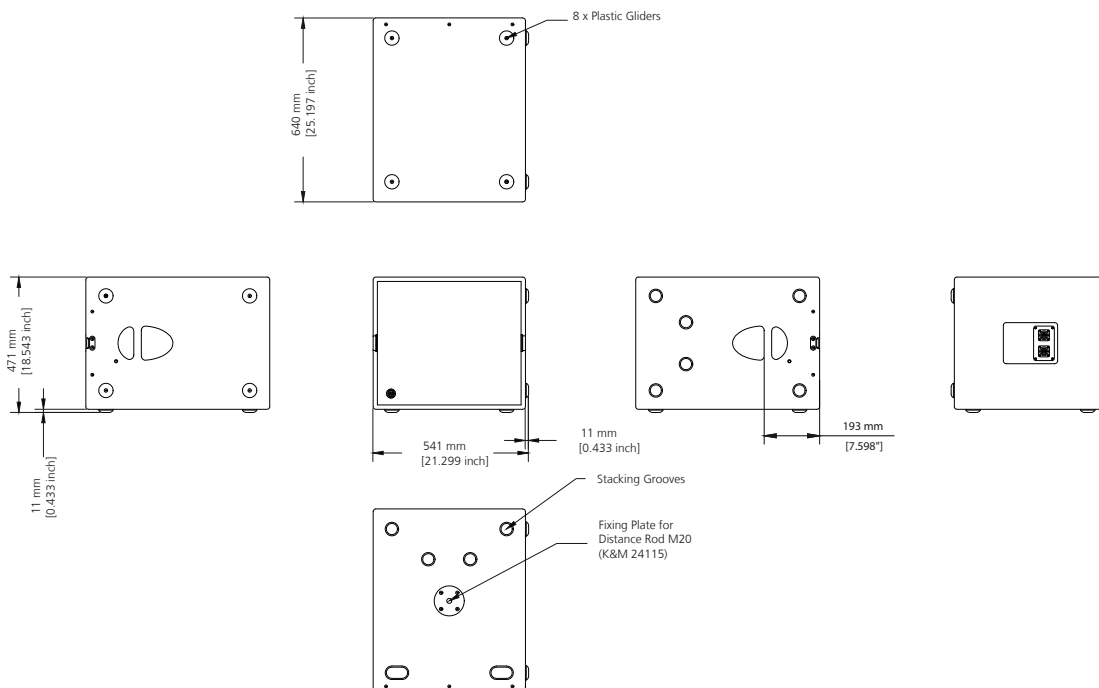 8 x Plastic Gliders
640 mm
[25.197 inch]
471 mm
[18.543 inch]
11 mm
[0.433 inch]
541 mm
[21.299 inch]
11 mm
[0.433 inch]
193 mm
[7.598"]
Stacking Grooves
Fixing Plate for
Distance Rod M20
(K&M 24115)